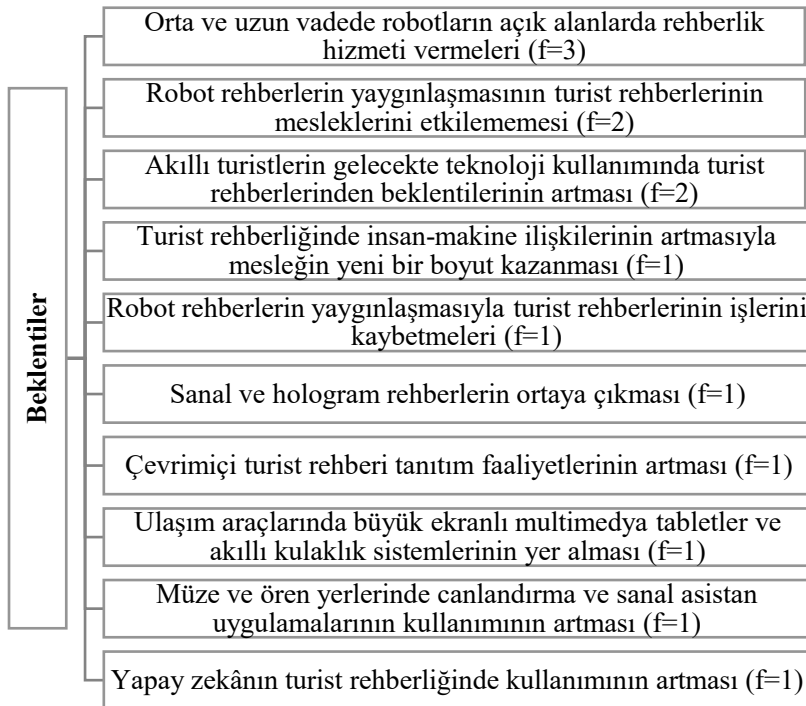 Beklentiler
Orta ve uzun vadede robotların açık alanlarda rehberlik
hizmeti vermeleri (f=3)
Robot rehberlerin yaygınlaşmasının turist rehberlerinin
mesleklerini etkilememesi (f=2)
Akıllı turistlerin gelecekte teknoloji kullanımında turist
rehberlerinden beklentilerinin artması (f=2)
Turist rehberliğinde insan-makine ilişkilerinin artmasıyla
mesleğin yeni bir boyut kazanması (f=1)
Robot rehberlerin yaygınlaşmasıyla turist rehberlerinin işlerini
kaybetmeleri (f=1)
Sanal ve hologram rehberlerin ortaya çıkması (f=1)
Çevrimiçi turist rehberi tanıtım faaliyetlerinin artması (f=1)
Ulaşım araçlarında büyük ekranlı multimedya tabletler ve
akıllı kulaklık sistemlerinin yer alması (f=1)
Müze ve ören yerlerinde canlandırma ve sanal asistan
uygulamalarının kullanımının artması (f=1)
Yapay zekânın turist rehberliğinde kullanımının artması (f=1)